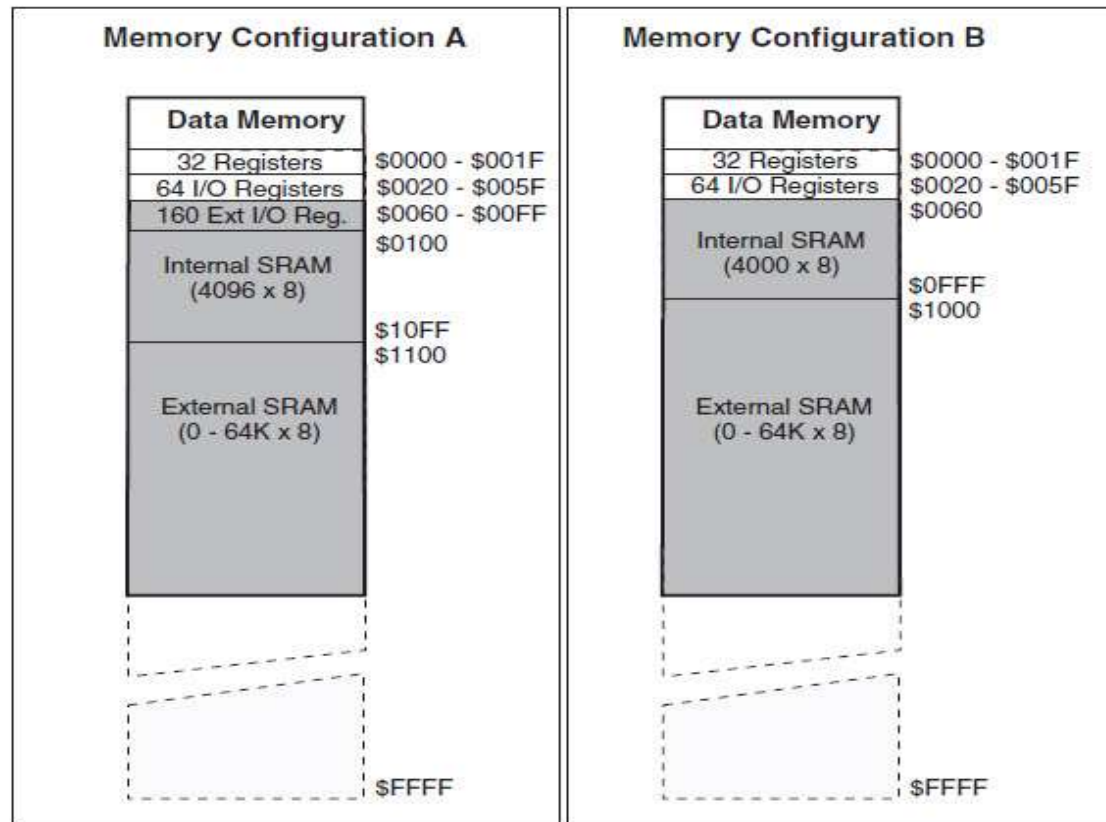 Memory Configuration A
Data Memory
32 Registers $0000 - $001F
64 I/O Registers $0020 - $005F
160 Ext I/O Reg. $0060 - $00FF
$0100
Internal SRAM
(4096 x 8)
$10FF
$1100
External SRAM
(0 - 64K x 8)
$FFFF
Memory Configuration B
Data Memory
32 Registers $0000 - $001F
64 I/O Registers $0020 - $005F
$0060
Internal SRAM
(4000 x 8)
$0FFF
$1000
External SRAM
(0 - 64K x 8)
$FFFF